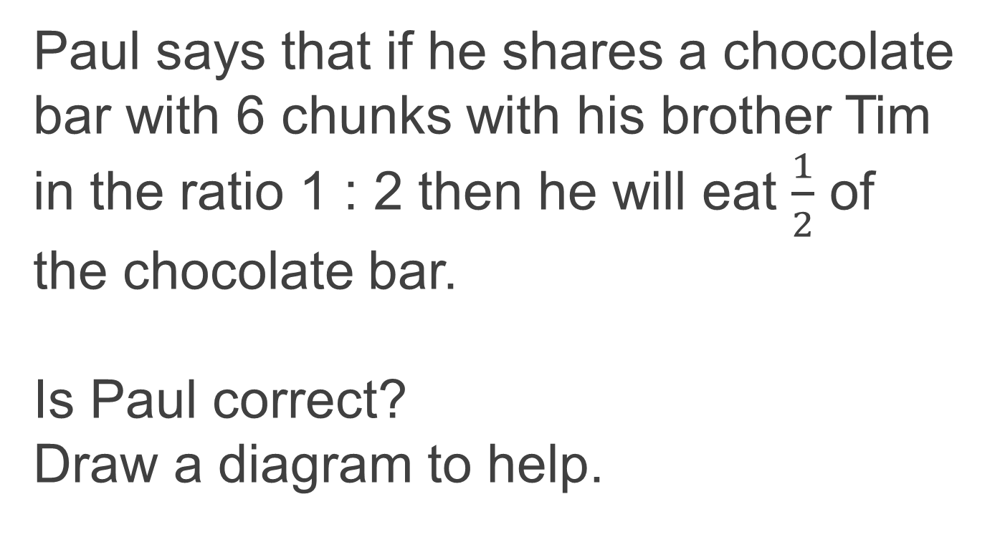 Paul says that if he shares a chocolate
bar with 6 chunks with his brother Tim
in the ratio 1 : 2 then he will eat 1/2 of
the chocolate bar.
Is Paul correct?
Draw a diagram to help.